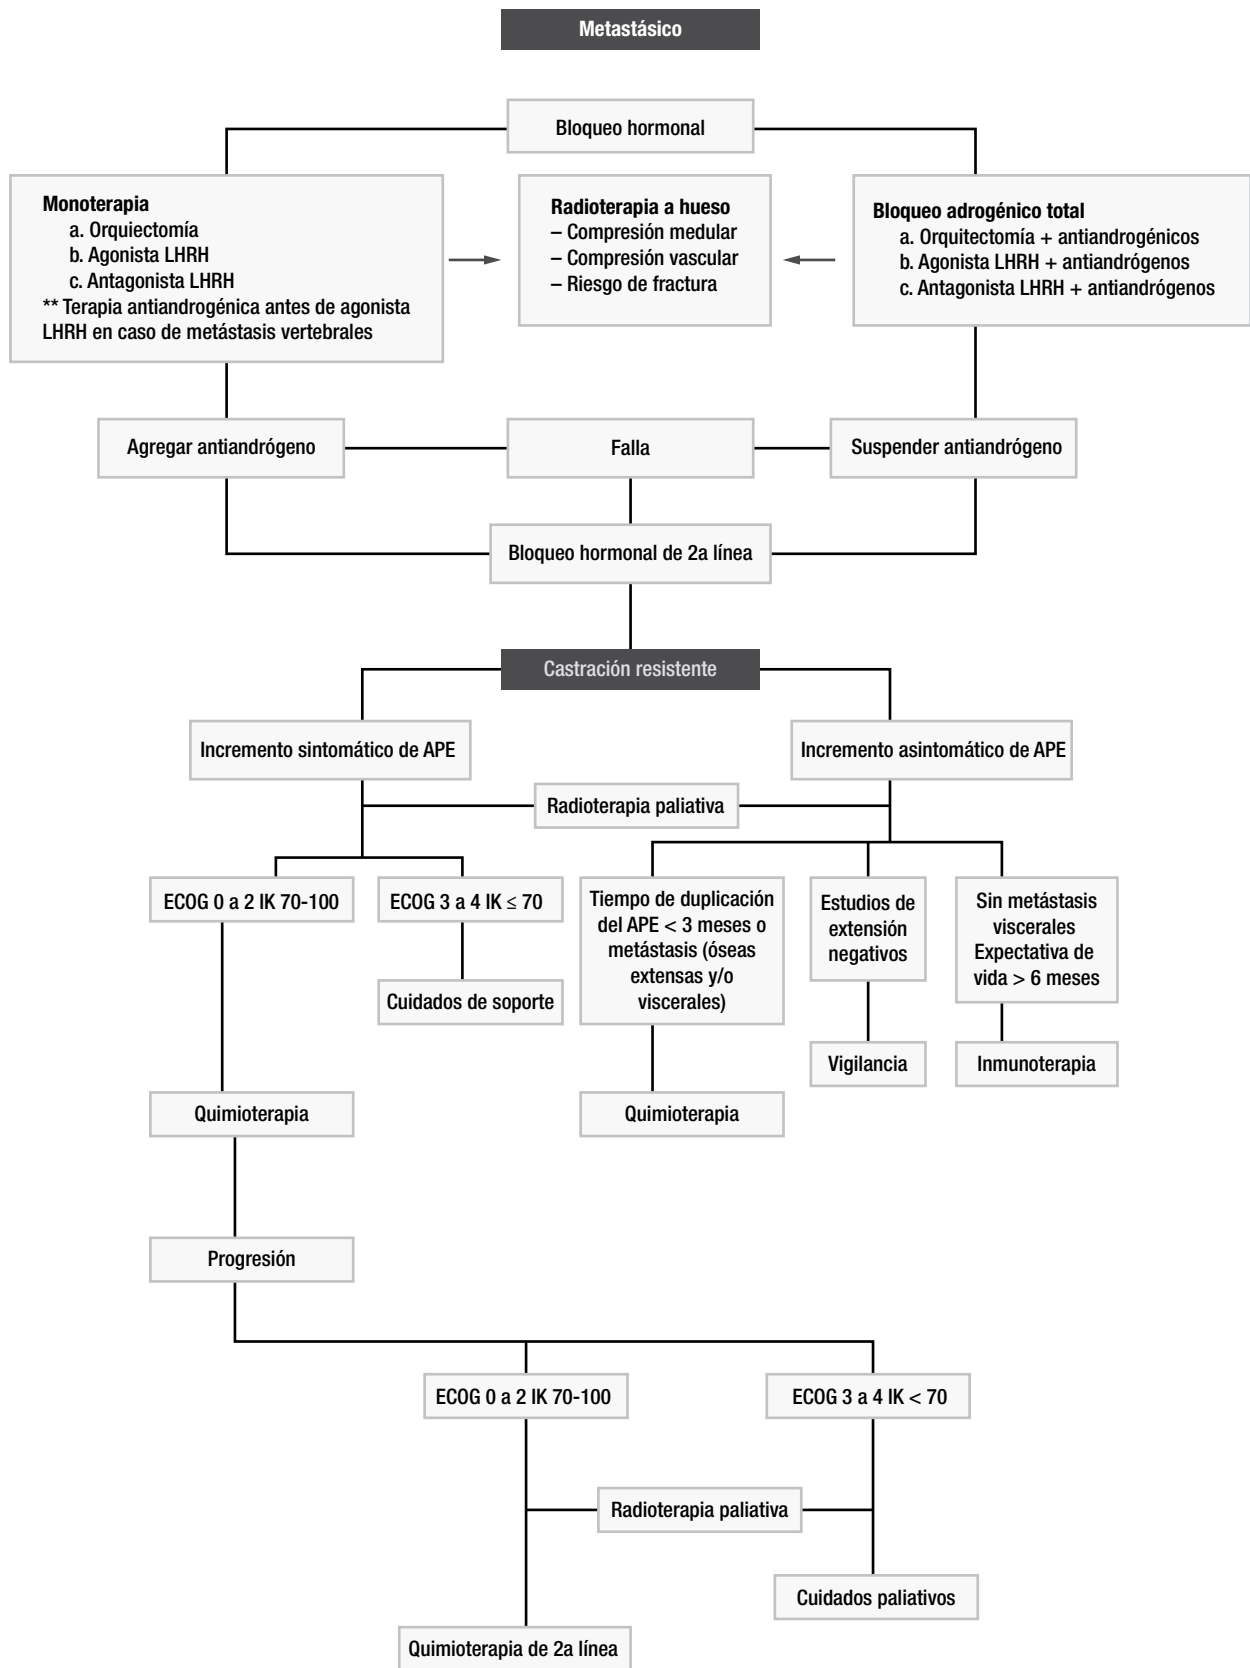 Metastásico
Bloqueo hormonal
Monoterapia
a. Orquiectomía
b. Agonista LHRH
c. Antagonista LHRH
** Terapia antiandrogénica antes de agonista
LHRH en caso de metástasis vertebrales
Radioterapia a hueso
– Compresión medular
– Compresión vascular
– Riesgo de fractura
Bloqueo adrogénico total
a. Orquitectomía + antiandrogénicos
b. Agonista LHRH + antiandrógenos
c. Antagonista LHRH + antiandrógenos
Agregar antiandrógeno
Falla
Suspender antiandrógeno
Bloqueo hormonal de 2a línea
Castración resistente
Incremento sintomático de APE
Incremento asintomático de APE
Radioterapia paliativa
ECOG 0 a 2 IK 70-100
ECOG 3 a 4 IK ≤ 70
Tiempo de duplicación
del APE < 3 meses o
metástasis (óseas
extensas y/o
viscerales)
Estudios de
extensión
negativos
Sin metástasis
viscerales
Expectativa de
vida > 6 meses
Cuidados de soporte
Vigilancia
Inmunoterapia
Quimioterapia
Quimioterapia
Progresión
ECOG 0 a 2 IK 70-100
ECOG 3 a 4 IK < 70
Radioterapia paliativa
Cuidados paliativos
Quimioterapia de 2a línea